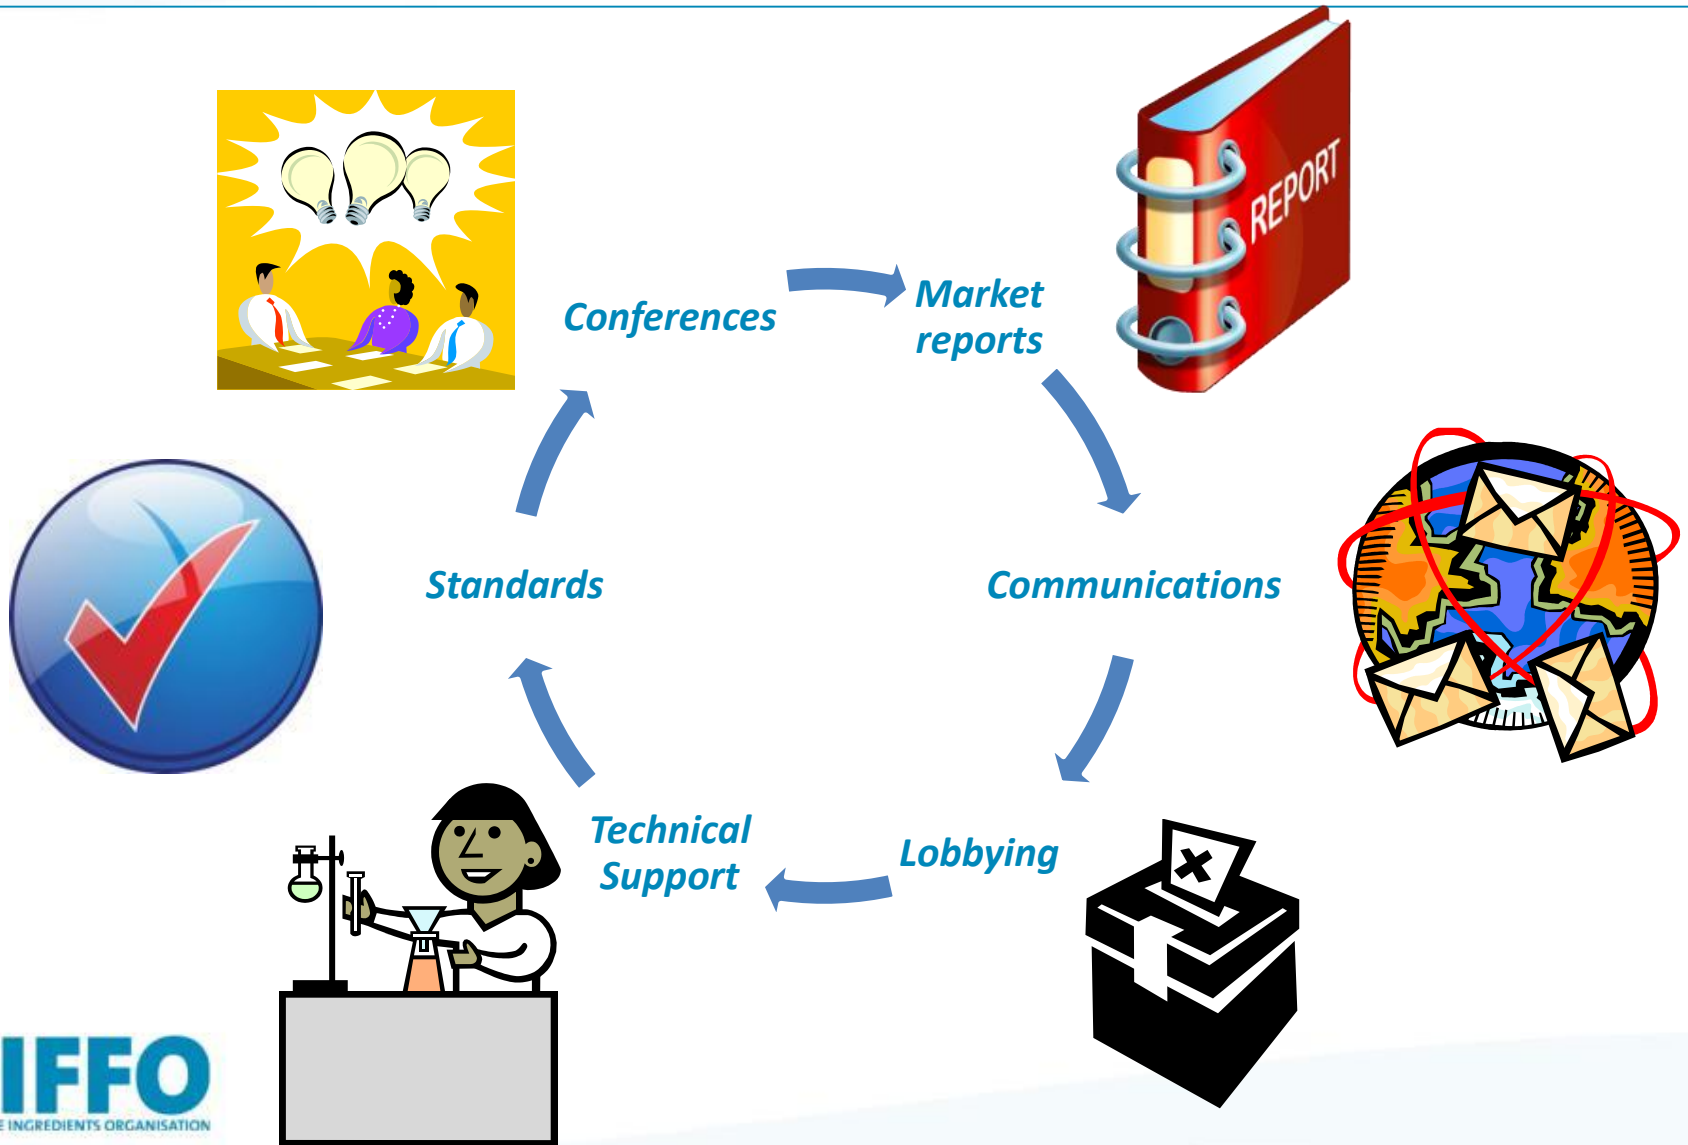 REPORT
Conferences
Market
reports
Standards
Communications
Technical
Support
Lobbying
IFFO
INGREDIENTS ORGANISATION